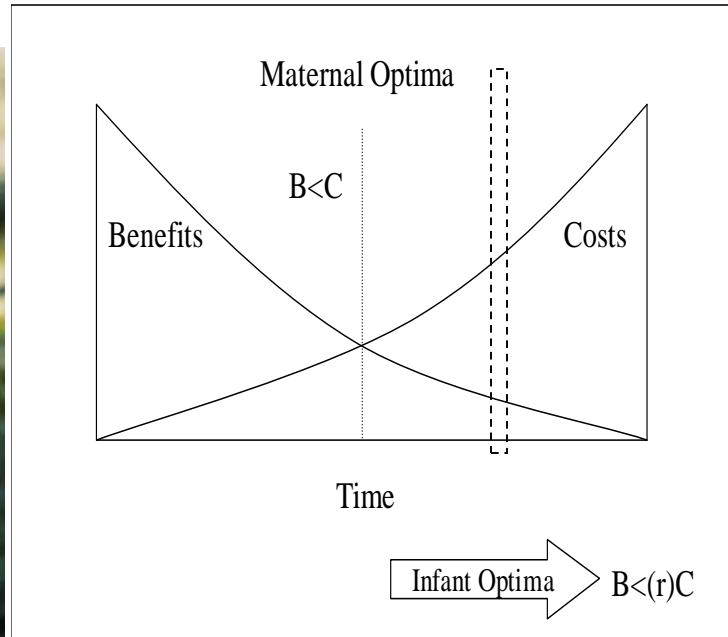 Maternal Optima
B<C
Benefits
Costs
Time
Infant Optima
B<(r)C